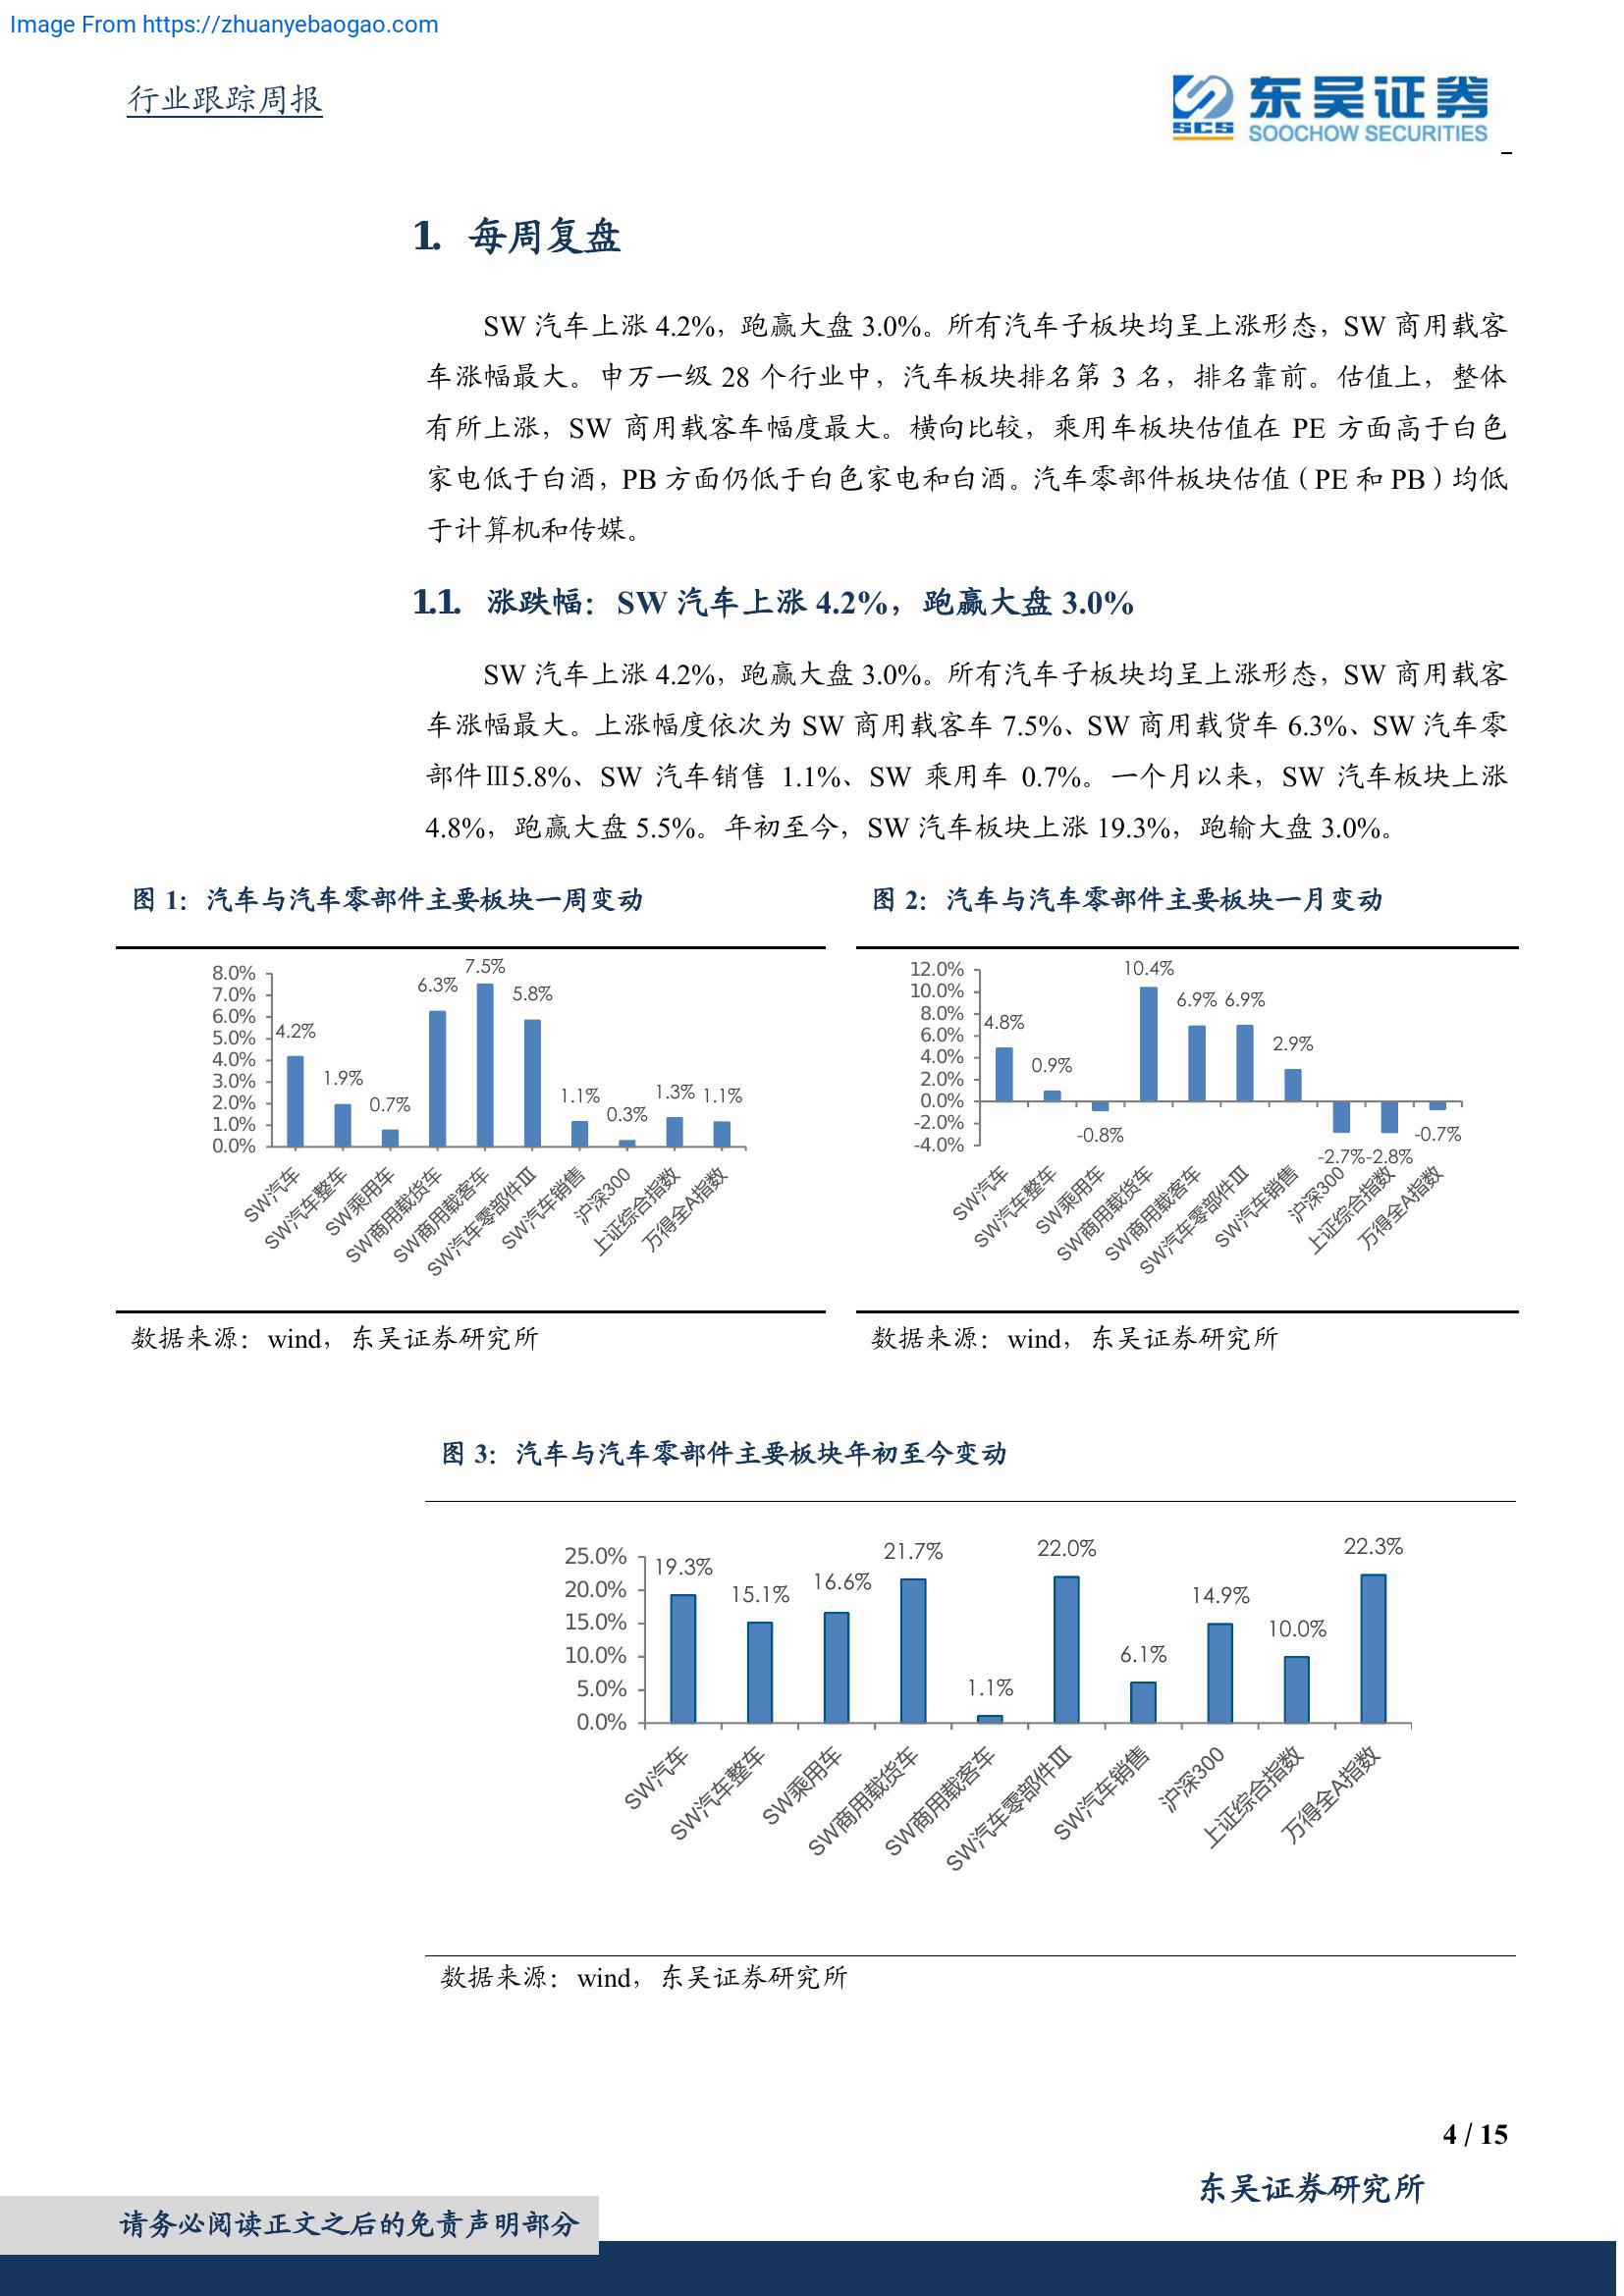 Image From https://zhuanyebaogao.com
行业跟踪周报
SCS
东吴证券
SOOCHOW SECURITIES
1. 每周复盘
SW 汽车上涨 4.2%，跑赢大盘 3.0%。所有汽车子板块均呈上涨形态，SW 商用载客
车涨幅最大。申万一级 28 个行业中，汽车板块排名第 3 名，排名靠前。估值上，整体
有所上涨，SW 商用载客车幅度最大。横向比较，乘用车板块估值在 PE 方面高于白色
家电低于白酒，PB 方面仍低于白色家电和白酒。汽车零部件板块估值（PE 和 PB）均低
于计算机和传媒。
1.1. 涨跌幅：SW 汽车上涨 4.2%，跑赢大盘 3.0%
SW 汽车上涨 4.2%，跑赢大盘 3.0%。所有汽车子板块均呈上涨形态，SW 商用载客
车涨幅最大。上涨幅度依次为 SW 商用载客车 7.5%、SW 商用载货车 6.3%、SW 汽车零
部件Ⅲ5.8%、SW 汽车销售 1.1%、SW 乘用车 0.7%。一个月以来，SW 汽车板块上涨
4.8%，跑赢大盘 5.5%。年初至今，SW 汽车板块上涨 19.3%，跑输大盘 3.0%。
图 1：汽车与汽车零部件主要板块一周变动
8.0%
7.0%
6.0%
5.0%
4.0%
3.0%
2.0%
1.0%
0.0%
4.2%
1.9%
0.7%
6.3%
7.5%
5.8%
1.1%
0.3%
1.3%
1.1%
SW汽车
SW汽车整车
SW乘用车
SW商用载货车
SW商用载客车
SW汽车零部件Ⅲ
SW汽车销售
沪深300
上证综合指数
万得全A指数
数据来源：wind，东吴证券研究所
图 2：汽车与汽车零部件主要板块一月变动
12.0%
10.0%
8.0%
6.0%
4.0%
2.0%
0.0%
-2.0%
-4.0%
4.8%
0.9%
-0.8%
10.4%
6.9%
6.9%
2.9%
-2.7%
-2.8%
-0.7%
SW汽车
SW汽车整车
SW乘用车
SW商用载货车
SW商用载客车
SW汽车零部件Ⅲ
SW汽车销售
沪深300
上证综合指数
万得全A指数
数据来源：wind，东吴证券研究所
图 3：汽车与汽车零部件主要板块年初至今变动
25.0%
20.0%
15.0%
10.0%
5.0%
0.0%
19.3%
15.1%
16.6%
21.7%
1.1%
22.0%
6.1%
14.9%
10.0%
22.3%
SW汽车
SW汽车整车
SW乘用车
SW商用载货车
SW商用载客车
SW汽车零部件Ⅲ
SW汽车销售
沪深300
上证综合指数
万得全A指数
数据来源：wind，东吴证券研究所
4 / 15
东吴证券研究所
请务必阅读正文之后的免责声明部分